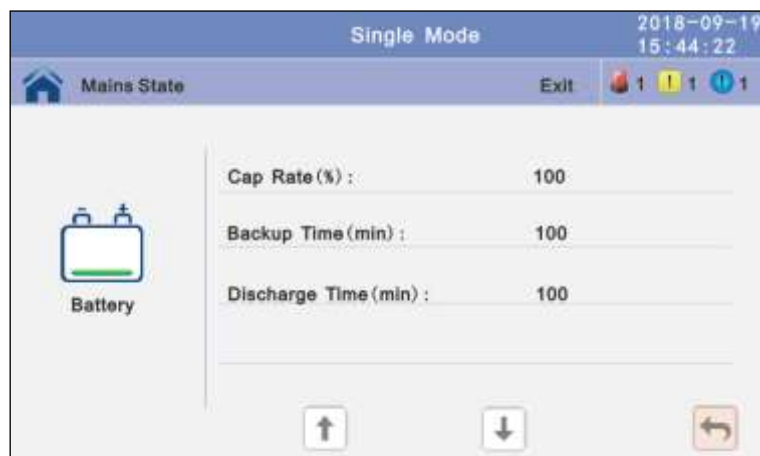 Single Mode
2018-09-19
15:44:22
Mains State Exit 1 1 1
Cap Rate(%): 100
Backup Time(min): 100
Discharge Time(min): 100
Battery